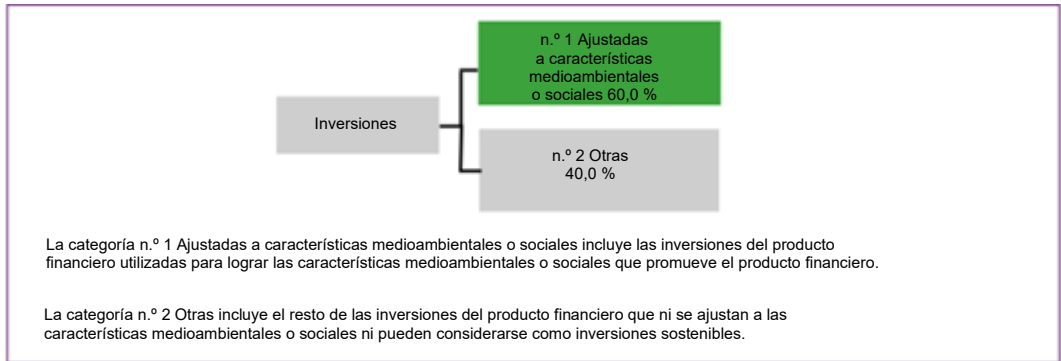 n.º 1 Ajustadas
a características
medioambientales
o sociales 60,0 %
Inversiones
n.º 2 Otras
40,0 %
La categoría n.º 1 Ajustadas a características medioambientales o sociales incluye las inversiones del producto
financiero utilizadas para lograr las características medioambientales o sociales que promueve el producto financiero.
La categoría n.º 2 Otras incluye el resto de las inversiones del producto financiero que ni se ajustan a las
características medioambientales o sociales ni pueden considerarse como inversiones sostenibles.